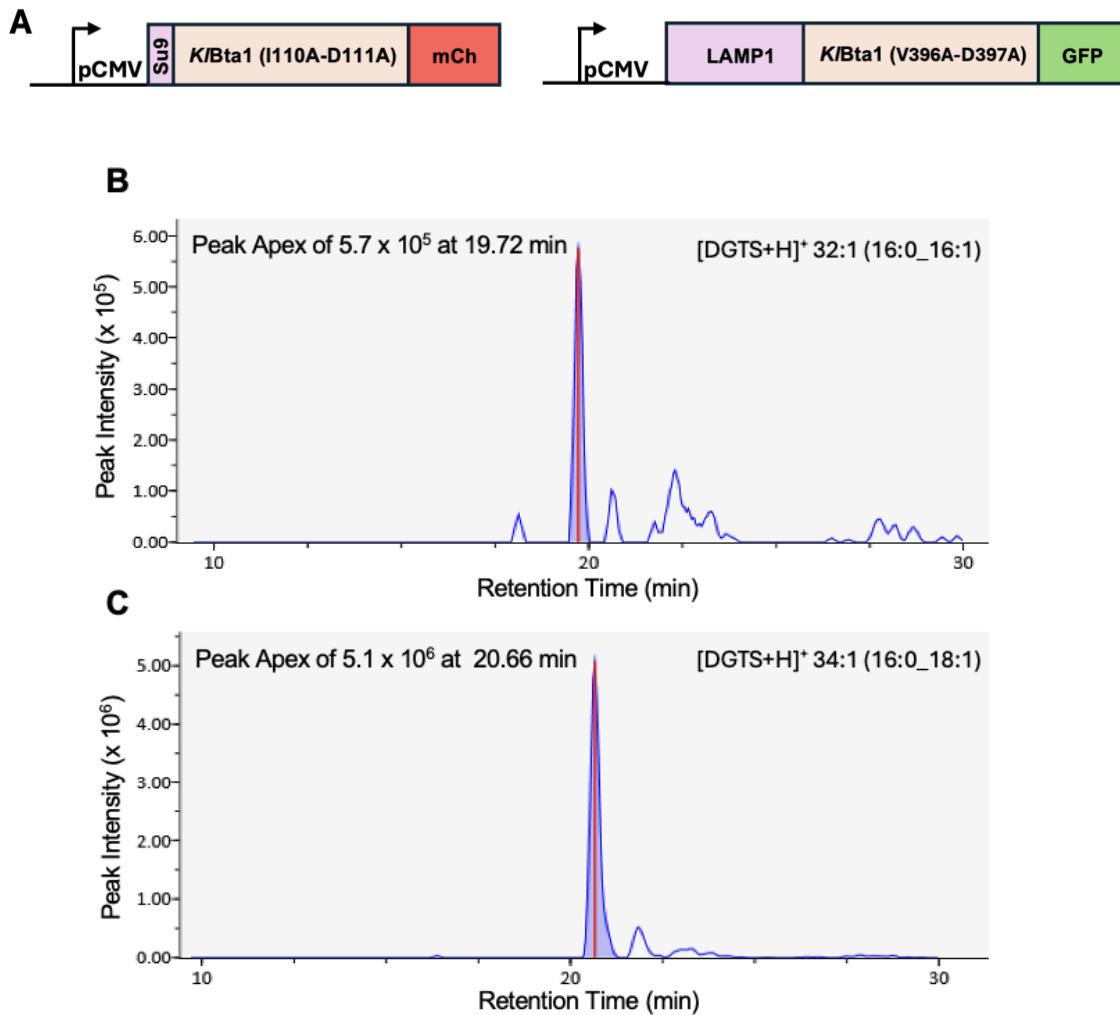 A
pCMV Su9 KlBta1 (I110A-D111A) mCh
pCMV LAMP1 KlBta1 (V396A-D397A) GFP
B
Peak Apex of 5.7 x 10⁵ at 19.72 min
[DGTS+H]⁺ 32:1 (16:0_16:1)
Peak Intensity (x 10⁵)
6.00
5.00
4.00
3.00
2.00
1.00
0.00
10 20 30
Retention Time (min)
C
Peak Apex of 5.1 x 10⁶ at 20.66 min
[DGTS+H]⁺ 34:1 (16:0_18:1)
Peak Intensity (x 10⁶)
5.00
4.00
3.00
2.00
1.00
0.00
10 20 30
Retention Time (min)